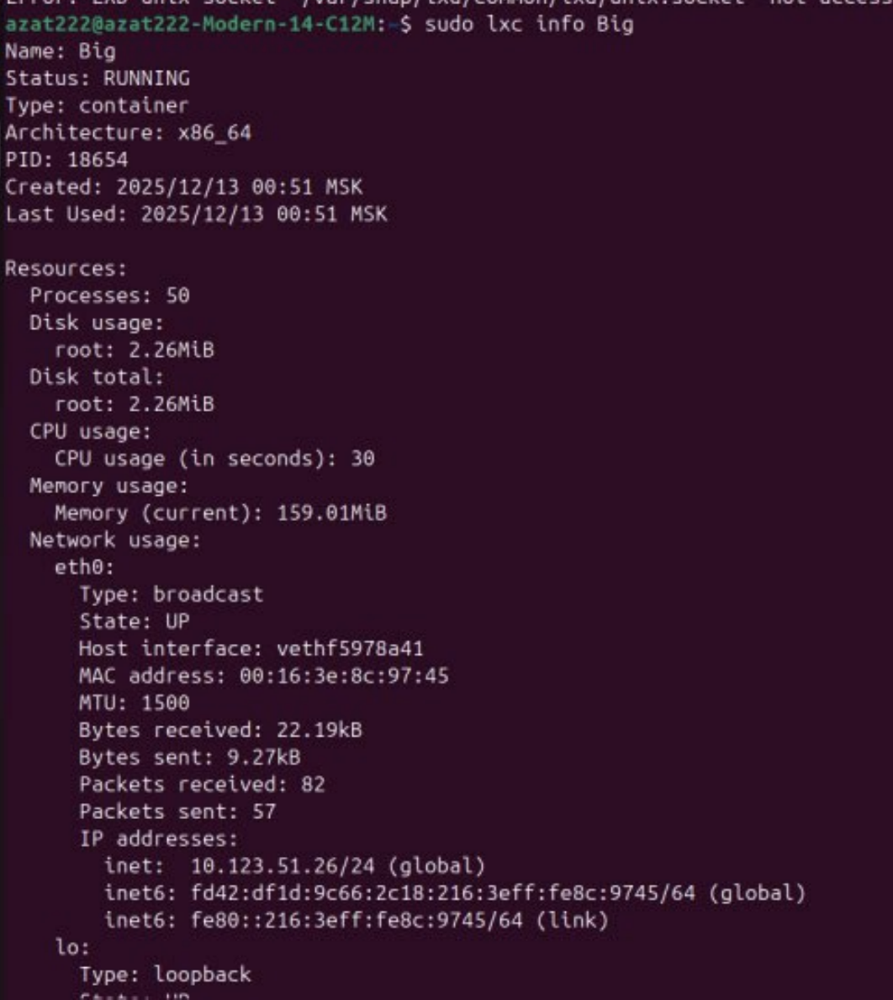 azat222@azat222-Modern-14-C12M:~$ sudo lxc info Big
Name: Big
Status: RUNNING
Type: container
Architecture: x86_64
PID: 18654
Created: 2025/12/13 00:51 MSK
Last Used: 2025/12/13 00:51 MSK
Resources:
Processes: 50
Disk usage:
root: 2.26MiB
Disk total:
root: 2.26MiB
CPU usage:
CPU usage (in seconds): 30
Memory usage:
Memory (current): 159.01MiB
Network usage:
eth0:
Type: broadcast
State: UP
Host interface: vethf5978a41
MAC address: 00:16:3e:8c:97:45
MTU: 1500
Bytes received: 22.19kB
Bytes sent: 9.27kB
Packets received: 82
Packets sent: 57
IP addresses:
inet:  10.123.51.26/24 (global)
inet6: fd42:df1d:9c66:2c18:216:3eff:fe8c:9745/64 (global)
inet6: fe80::216:3eff:fe8c:9745/64 (link)
lo:
Type: loopback